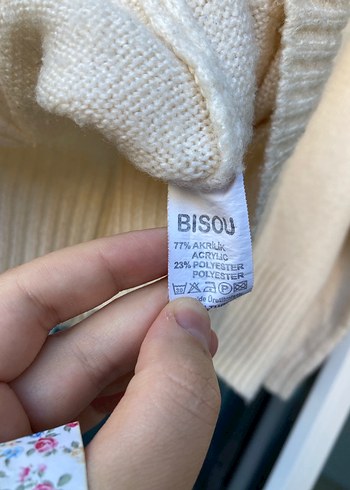 BISOU
77% AKRİLİK
ACRYLIC
23% POLYESTER
POLYESTER
P